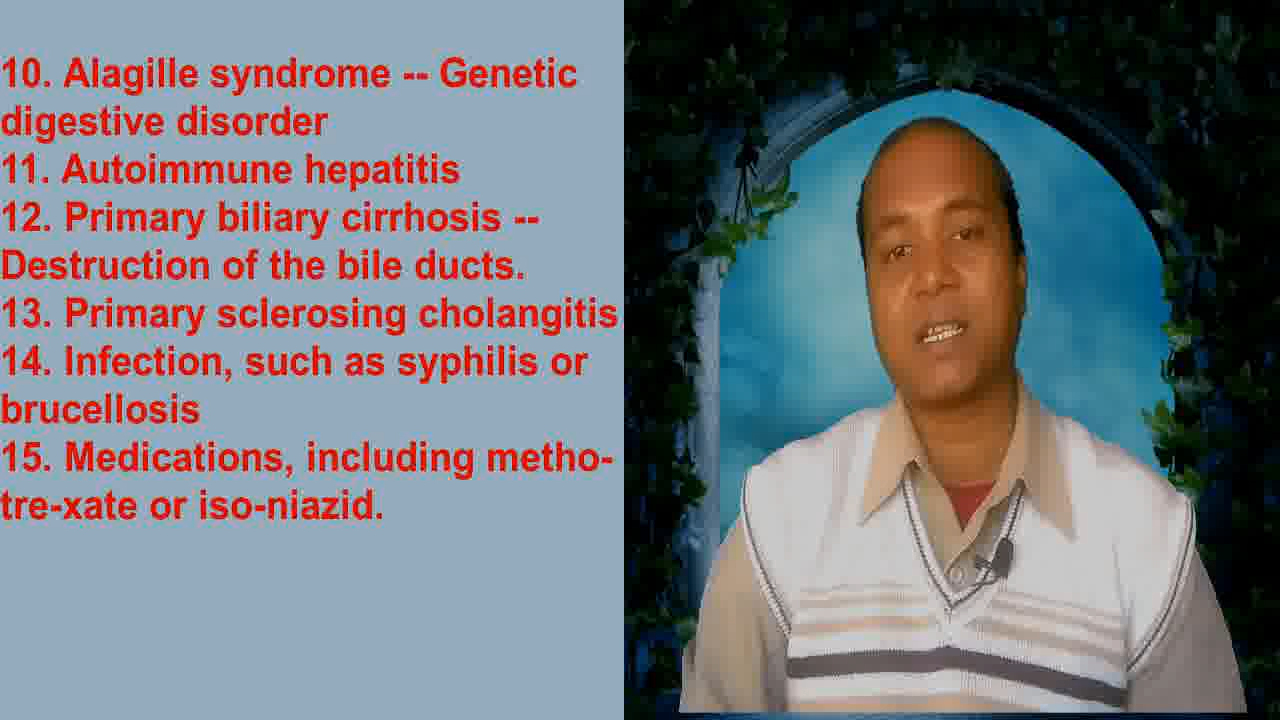 10. Alagille syndrome -- Genetic
digestive disorder
11. Autoimmune hepatitis
12. Primary biliary cirrhosis --
Destruction of the bile ducts.
13. Primary sclerosing cholangitis
14. Infection, such as syphilis or
brucellosis
15. Medications, including metho-
tre-xate or iso-niazid.